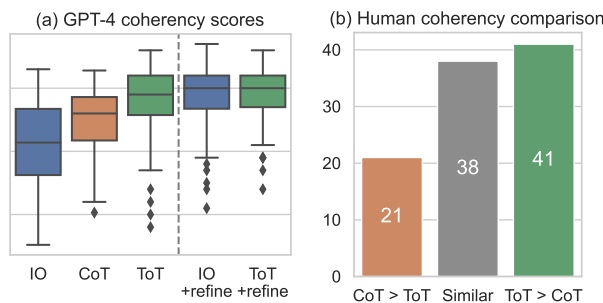 (a) GPT-4 coherency scores
IO CoT ToT IO ToT
+refine +refine
(b) Human coherency comparison
40
30
20
10
0
21
38
41
CoT > ToT Similar ToT > CoT